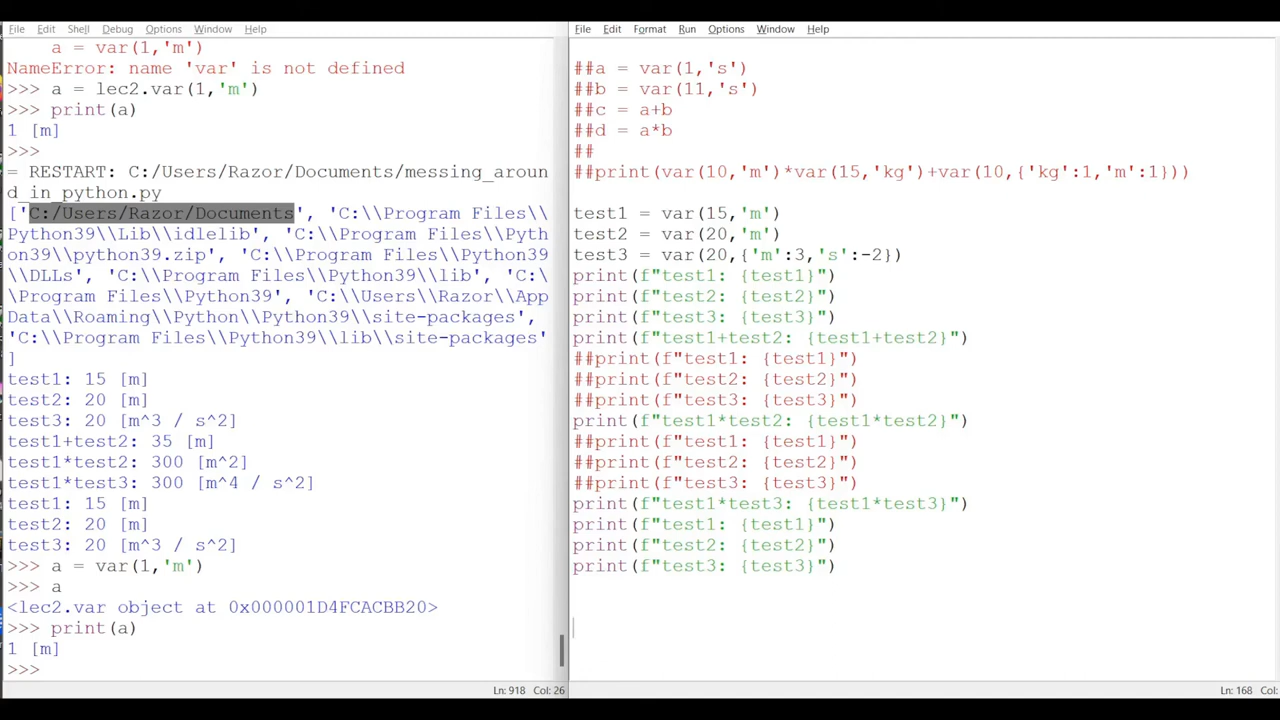 File Edit Shell Debug Options Window Help
a = var(1,'m')
NameError: name 'var' is not defined
>>> a = lec2.var(1,'m')
>>> print(a)
1 [m]
>>>
= RESTART: C:/Users/Razor/Documents/messing_aroun
d_in_python.py
['C:/Users/Razor/Documents', 'C:\\Program Files\\
Python39\\Lib\\idlelib', 'C:\\Program Files\\Pyth
on39\\python39.zip', 'C:\\Program Files\\Python39
\\DLLs', 'C:\\Program Files\\Python39\\lib', 'C:\
\Program Files\\Python39', 'C:\\Users\\Razor\\App
Data\\Roaming\\Python\\Python39\\site-packages',
'C:\\Program Files\\Python39\\lib\\site-packages'
]
test1: 15 [m]
test2: 20 [m]
test3: 20 [m^3 / s^2]
test1+test2: 35 [m]
test1*test2: 300 [m^2]
test1*test3: 300 [m^4 / s^2]
test1: 15 [m]
test2: 20 [m]
test3: 20 [m^3 / s^2]
>>> a = var(1,'m')
>>> a
<lec2.var object at 0x000001D4FCACBB20>
>>> print(a)
1 [m]
>>>
Ln: 918 Col: 26
File Edit Format Run Options Window Help
##a = var(1,'s')
##b = var(11,'s')
##c = a+b
##d = a*b
##
##print(var(10,'m')*var(15,'kg')+var(10,{'kg':1,'m':1}))
test1 = var(15,'m')
test2 = var(20,'m')
test3 = var(20,{'m':3,'s':-2})
print(f"test1: {test1}")
print(f"test2: {test2}")
print(f"test3: {test3}")
print(f"test1+test2: {test1+test2}")
##print(f"test1: {test1}")
##print(f"test2: {test2}")
##print(f"test3: {test3}")
print(f"test1*test2: {test1*test2}")
##print(f"test1: {test1}")
##print(f"test2: {test2}")
##print(f"test3: {test3}")
print(f"test1*test3: {test1*test3}")
print(f"test1: {test1}")
print(f"test2: {test2}")
print(f"test3: {test3}")
Ln: 168 Col: